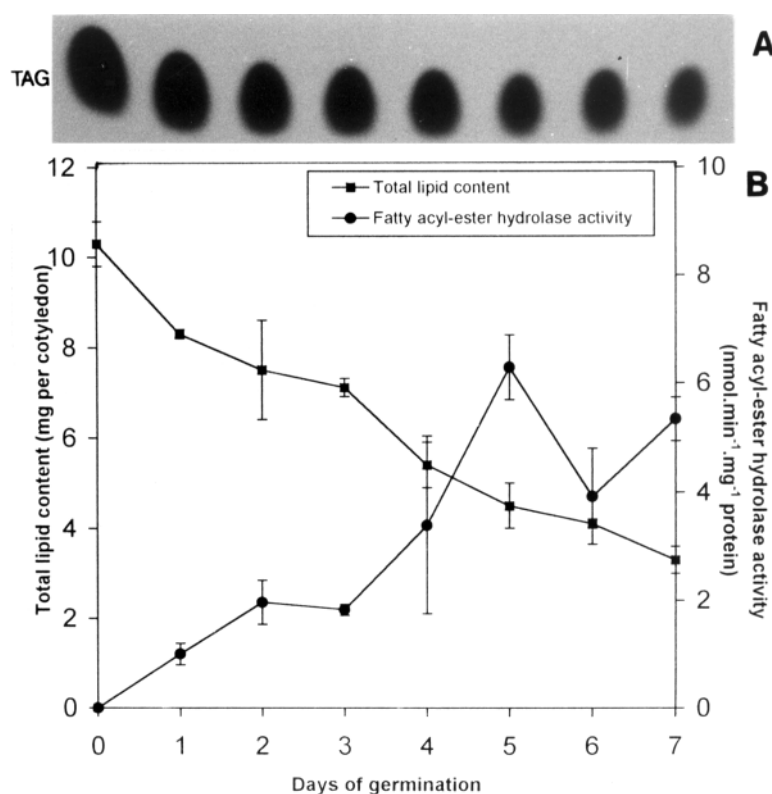 A
TAG
B
12
10
8
6
4
2
0
Total lipid content (mg per cotyledon)
Total lipid content
Fatty acyl-ester hydrolase activity
10
8
6
4
2
0
Fatty acyl-ester hydrolase activity
(nmol.min⁻¹.mg⁻¹ protein)
0 1 2 3 4 5 6 7
Days of germination